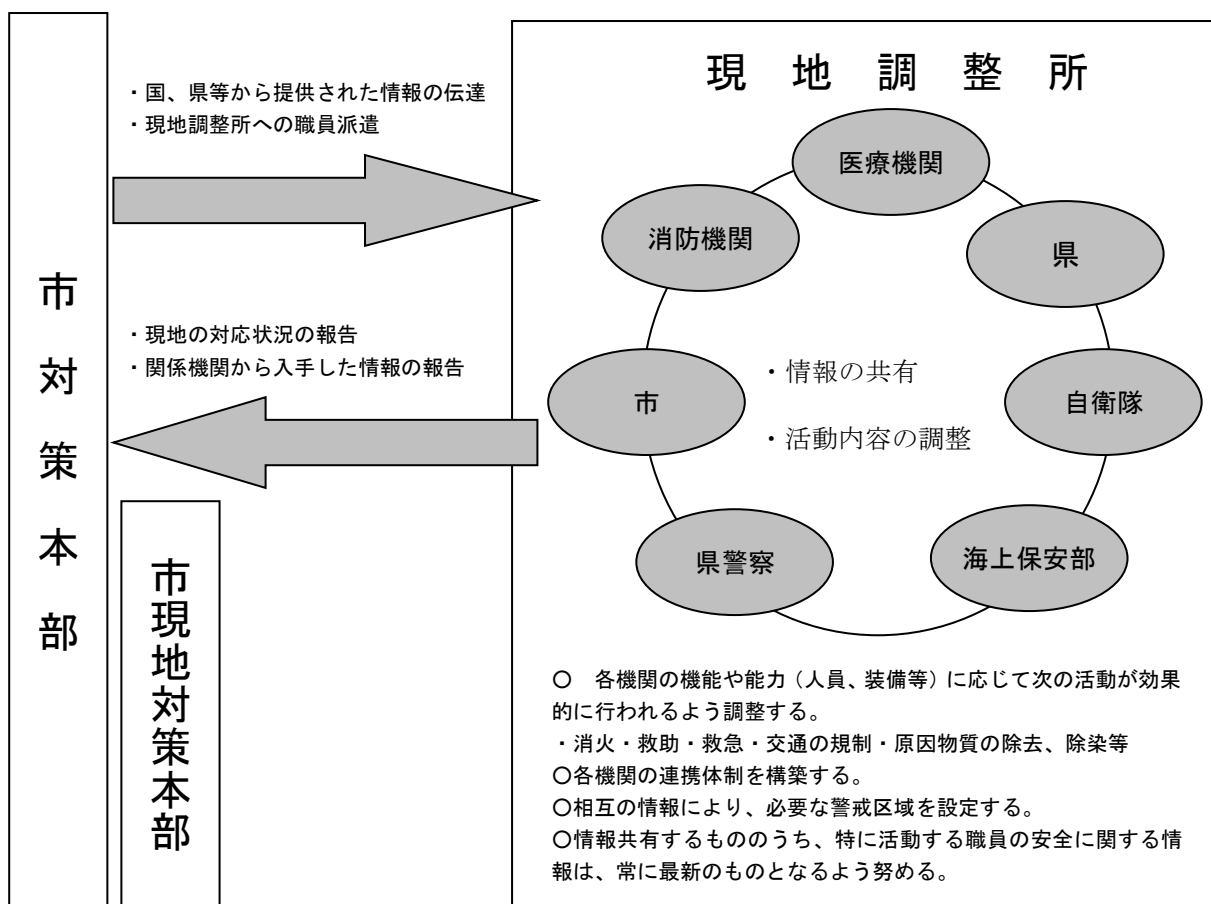 市対策本部
・国、県等から提供された情報の伝達
・現地調整所への職員派遣
・現地の対応状況の報告
・関係機関から入手した情報の報告
市現地対策本部
現地調整所
医療機関
消防機関
県
市
・情報の共有
・活動内容の調整
自衛隊
県警察
海上保安部
○　各機関の機能や能力（人員、装備等）に応じて次の活動が効果
的に行われるよう調整する。
・消火・救助・救急・交通の規制・原因物質の除去、除染等
○各機関の連携体制を構築する。
○相互の情報により、必要な警戒区域を設定する。
○情報共有するもののうち、特に活動する職員の安全に関する情
報は、常に最新のものとなるよう努める。